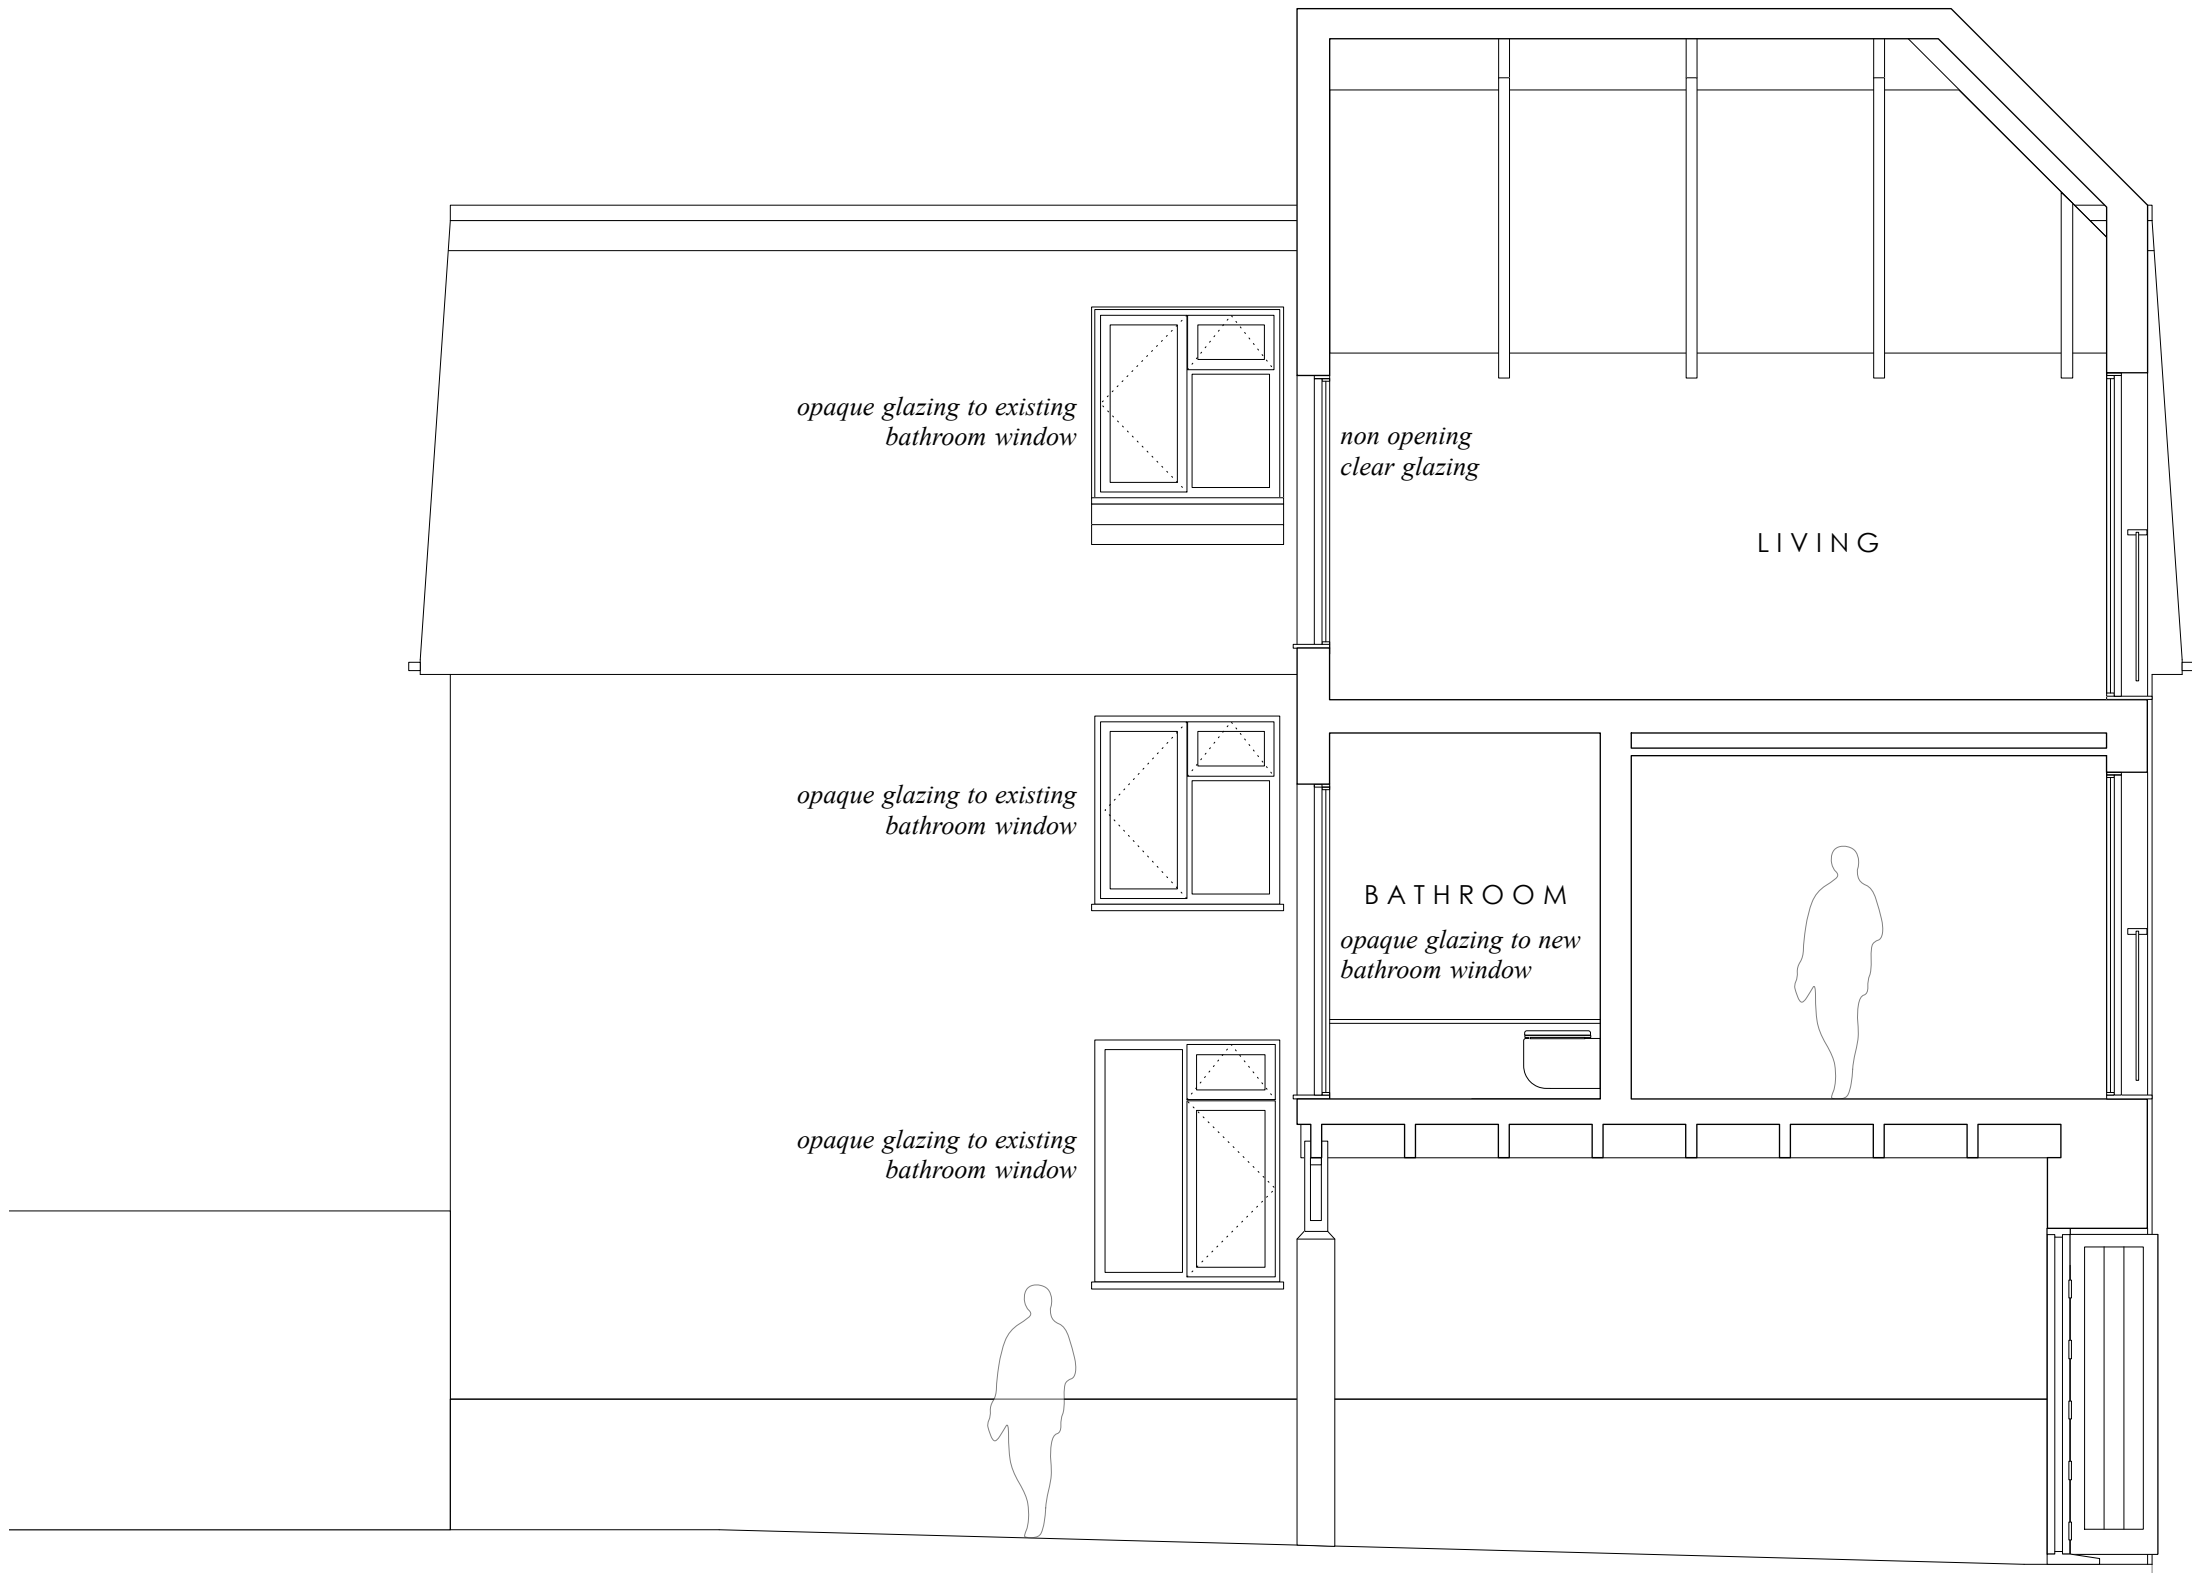 opaque glazing to existing
bathroom window
non opening
clear glazing
LIVING
opaque glazing to existing
bathroom window
BATHROOM
opaque glazing to new
bathroom window
opaque glazing to existing
bathroom window